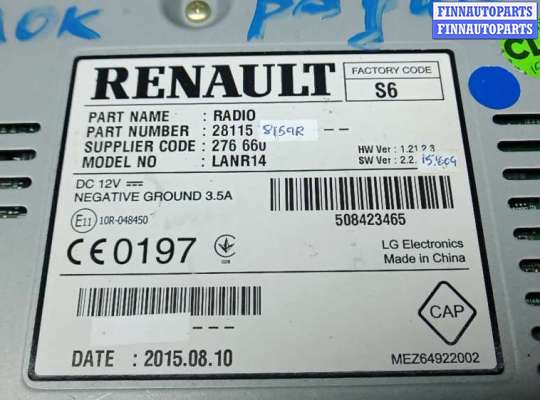 FINNAUTOPARTS
FINNAUTOPARTS
FINNAUTOPARTS
RENAULT
FACTORY CODE
S6
PART NAME : RADIO
PART NUMBER : 28115 8159R --
SUPPLIER CODE : 276 660
MODEL NO : LANR14
HW Ver : 1.21.2.3
SW Ver : 2.2.
DC 12V
NEGATIVE GROUND 3.5A
508423465
E11 10R-048450
CE0197
LG Electronics
Made in China
CAP
---
DATE : 2015.08.10
MEZ64922002